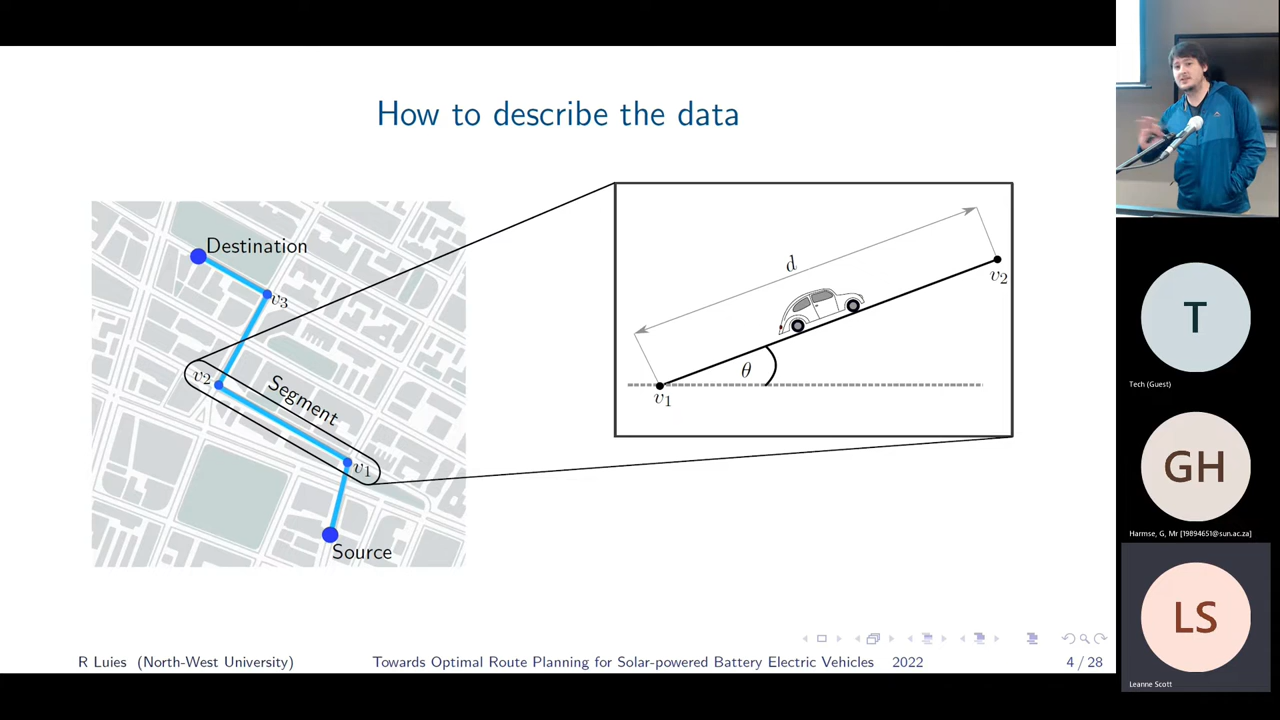 How to describe the data
Destination
v3
v2
Segment
v1
Source
d
v2
θ
v1
R Luies (North-West University)
Towards Optimal Route Planning for Solar-powered Battery Electric Vehicles
2022
4 / 28
T
Tech (Guest)
GH
Harmse, G, Mr [19894651@sun.ac.za]
LS
Leanne Scott